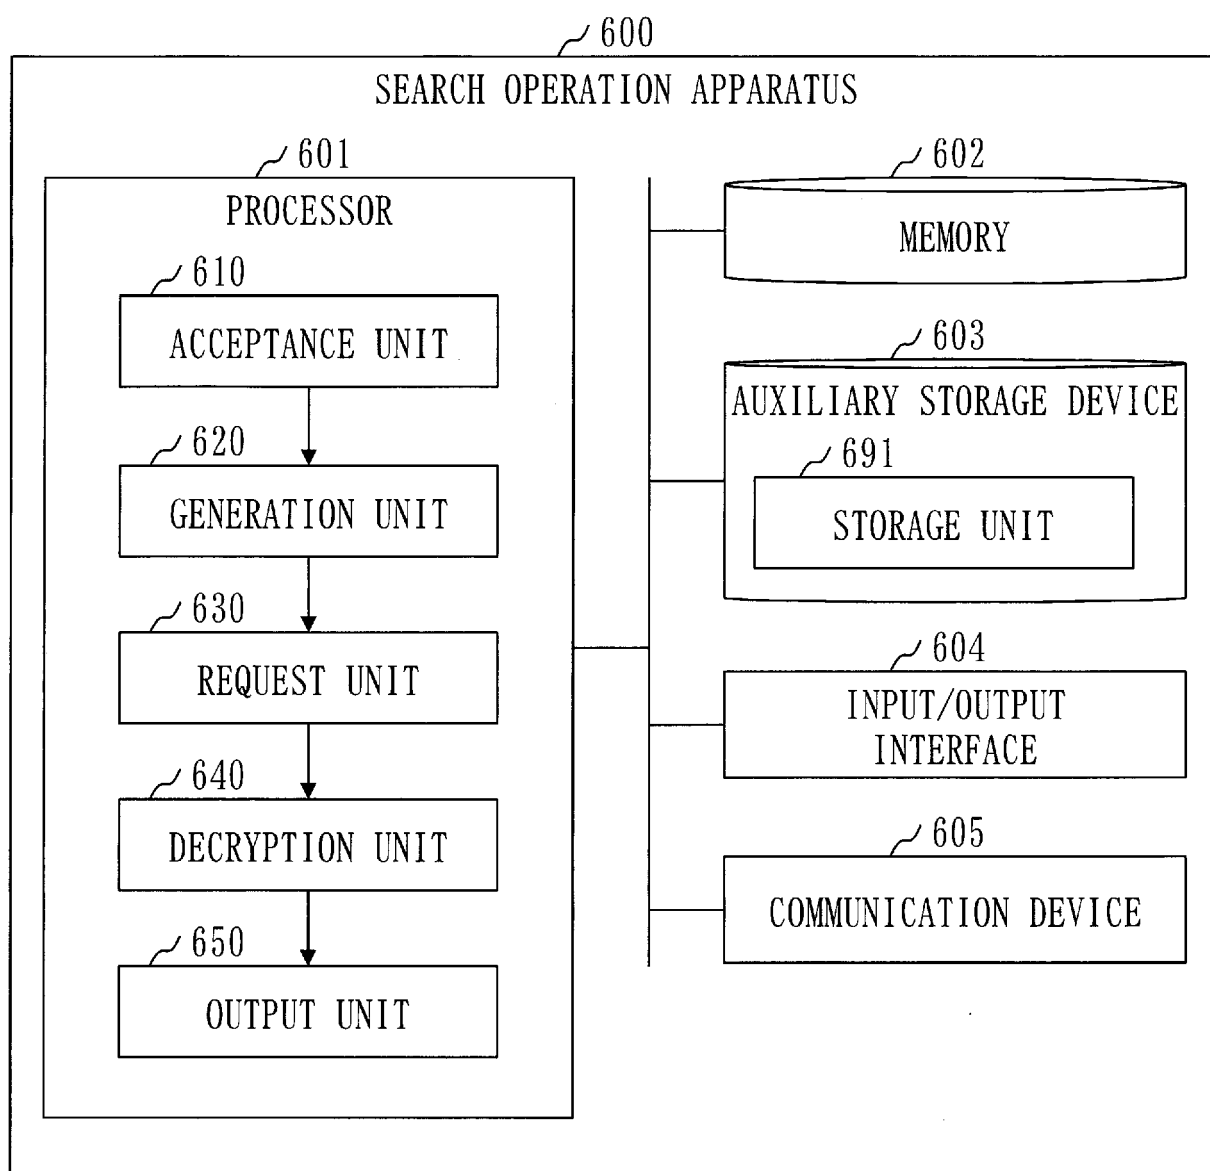 600
SEARCH OPERATION APPARATUS
601
PROCESSOR
610
ACCEPTANCE UNIT
620
GENERATION UNIT
630
REQUEST UNIT
640
DECRYPTION UNIT
650
OUTPUT UNIT
602
MEMORY
603
AUXILIARY STORAGE DEVICE
691
STORAGE UNIT
604
INPUT/OUTPUT
INTERFACE
605
COMMUNICATION DEVICE